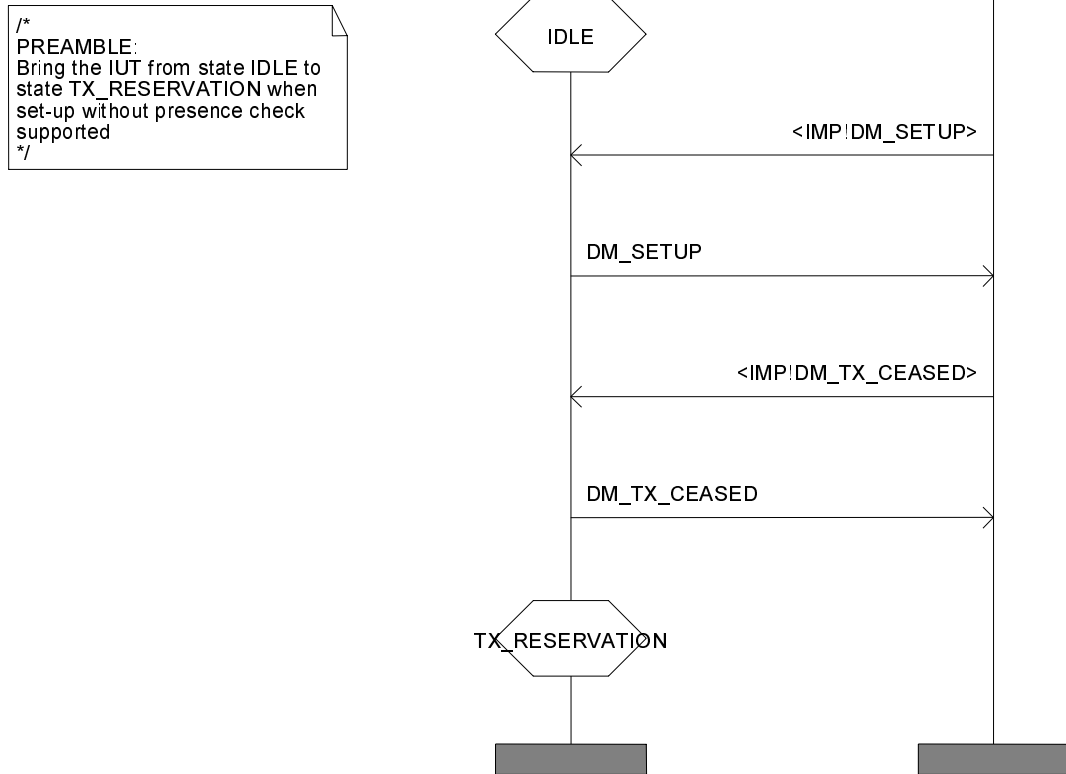 /*
PREAMBLE:
Bring the IUT from state IDLE to
state TX_RESERVATION when
set-up without presence check
supported
*/
IDLE
<IMP!DM_SETUP>
DM_SETUP
<IMP!DM_TX_CEASED>
DM_TX_CEASED
TX_RESERVATION